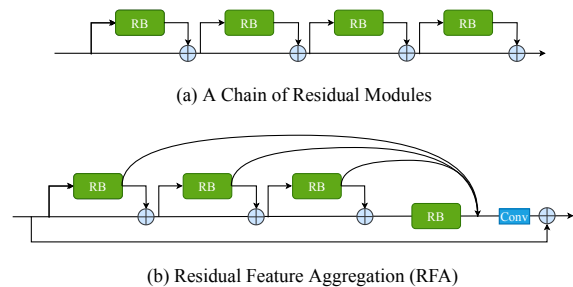 RB RB RB RB
(a) A Chain of Residual Modules
RB RB RB RB Conv
(b) Residual Feature Aggregation (RFA)